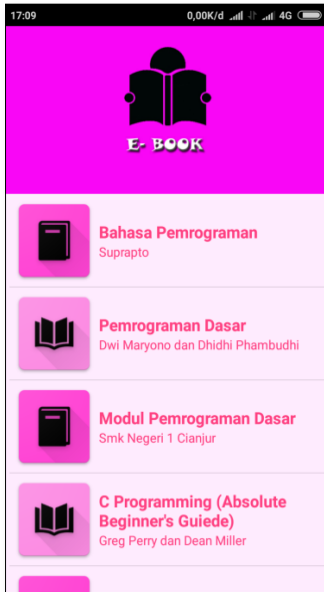 17:09
0,00K/d
4G
E- BOOK
Bahasa Pemrograman
Suprapto
Pemrograman Dasar
Dwi Maryono dan Dhidhi Phambudhi
Modul Pemrograman Dasar
Smk Negeri 1 Cianjur
C Programming (Absolute
Beginner's Guiede)
Greg Perry dan Dean Miller